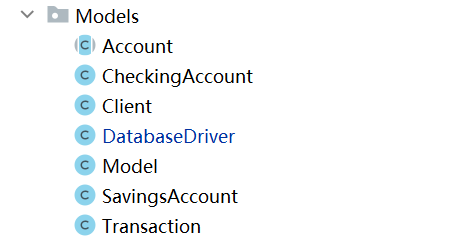 Models
C Account
C CheckingAccount
C Client
C DatabaseDriver
C Model
C SavingsAccount
C Transaction